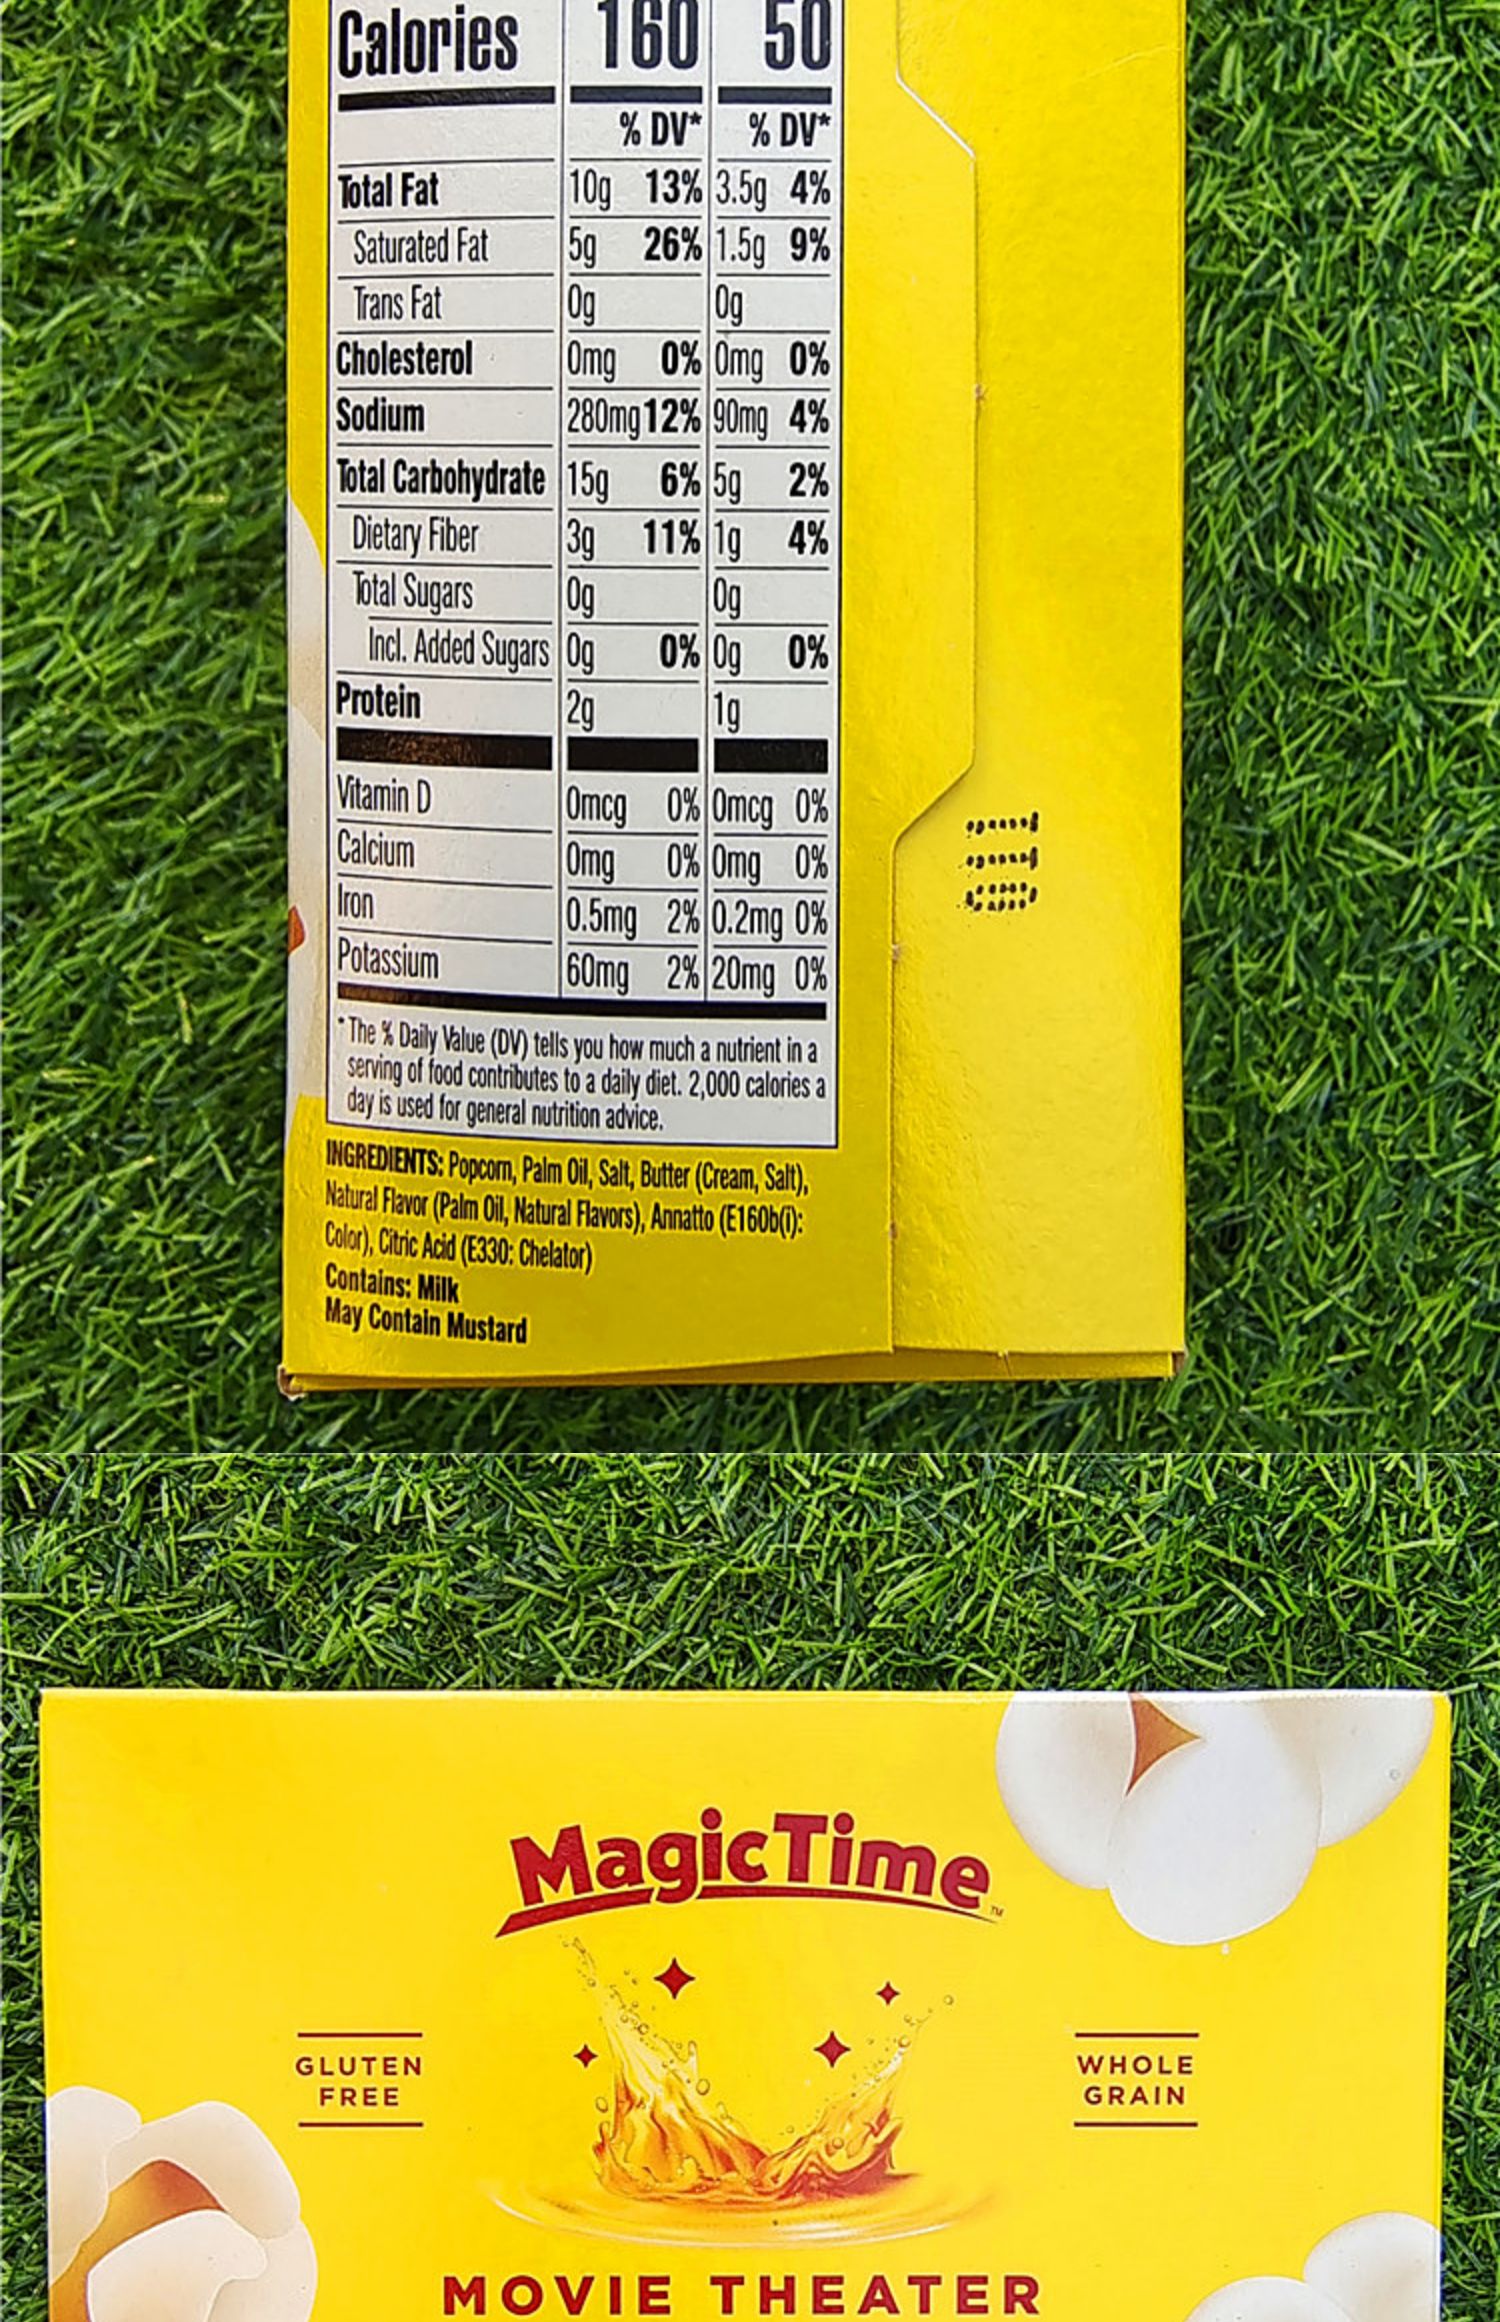 Calories 160 50
% DV* % DV*
Total Fat 10g 13% 3.5g 4%
Saturated Fat 5g 26% 1.5g 9%
Trans Fat 0g 0g
Cholesterol 0mg 0% 0mg 0%
Sodium 280mg 12% 90mg 4%
Total Carbohydrate 15g 6% 5g 2%
Dietary Fiber 3g 11% 1g 4%
Total Sugars 0g 0g
Incl. Added Sugars 0g 0% 0g 0%
Protein 2g 1g
Vitamin D 0mcg 0% 0mcg 0%
Calcium 0mg 0% 0mg 0%
Iron 0.5mg 2% 0.2mg 0%
Potassium 60mg 2% 20mg 0%
* The % Daily Value (DV) tells you how much a nutrient in a
serving of food contributes to a daily diet. 2,000 calories a
day is used for general nutrition advice.
INGREDIENTS: Popcorn, Palm Oil, Salt, Butter (Cream, Salt),
Natural Flavor (Palm Oil, Natural Flavors), Annatto (E160b(i):
Color), Citric Acid (E330: Chelator)
Contains: Milk
May Contain Mustard
MagicTime™
GLUTEN
FREE
WHOLE
GRAIN
MOVIE THEATER